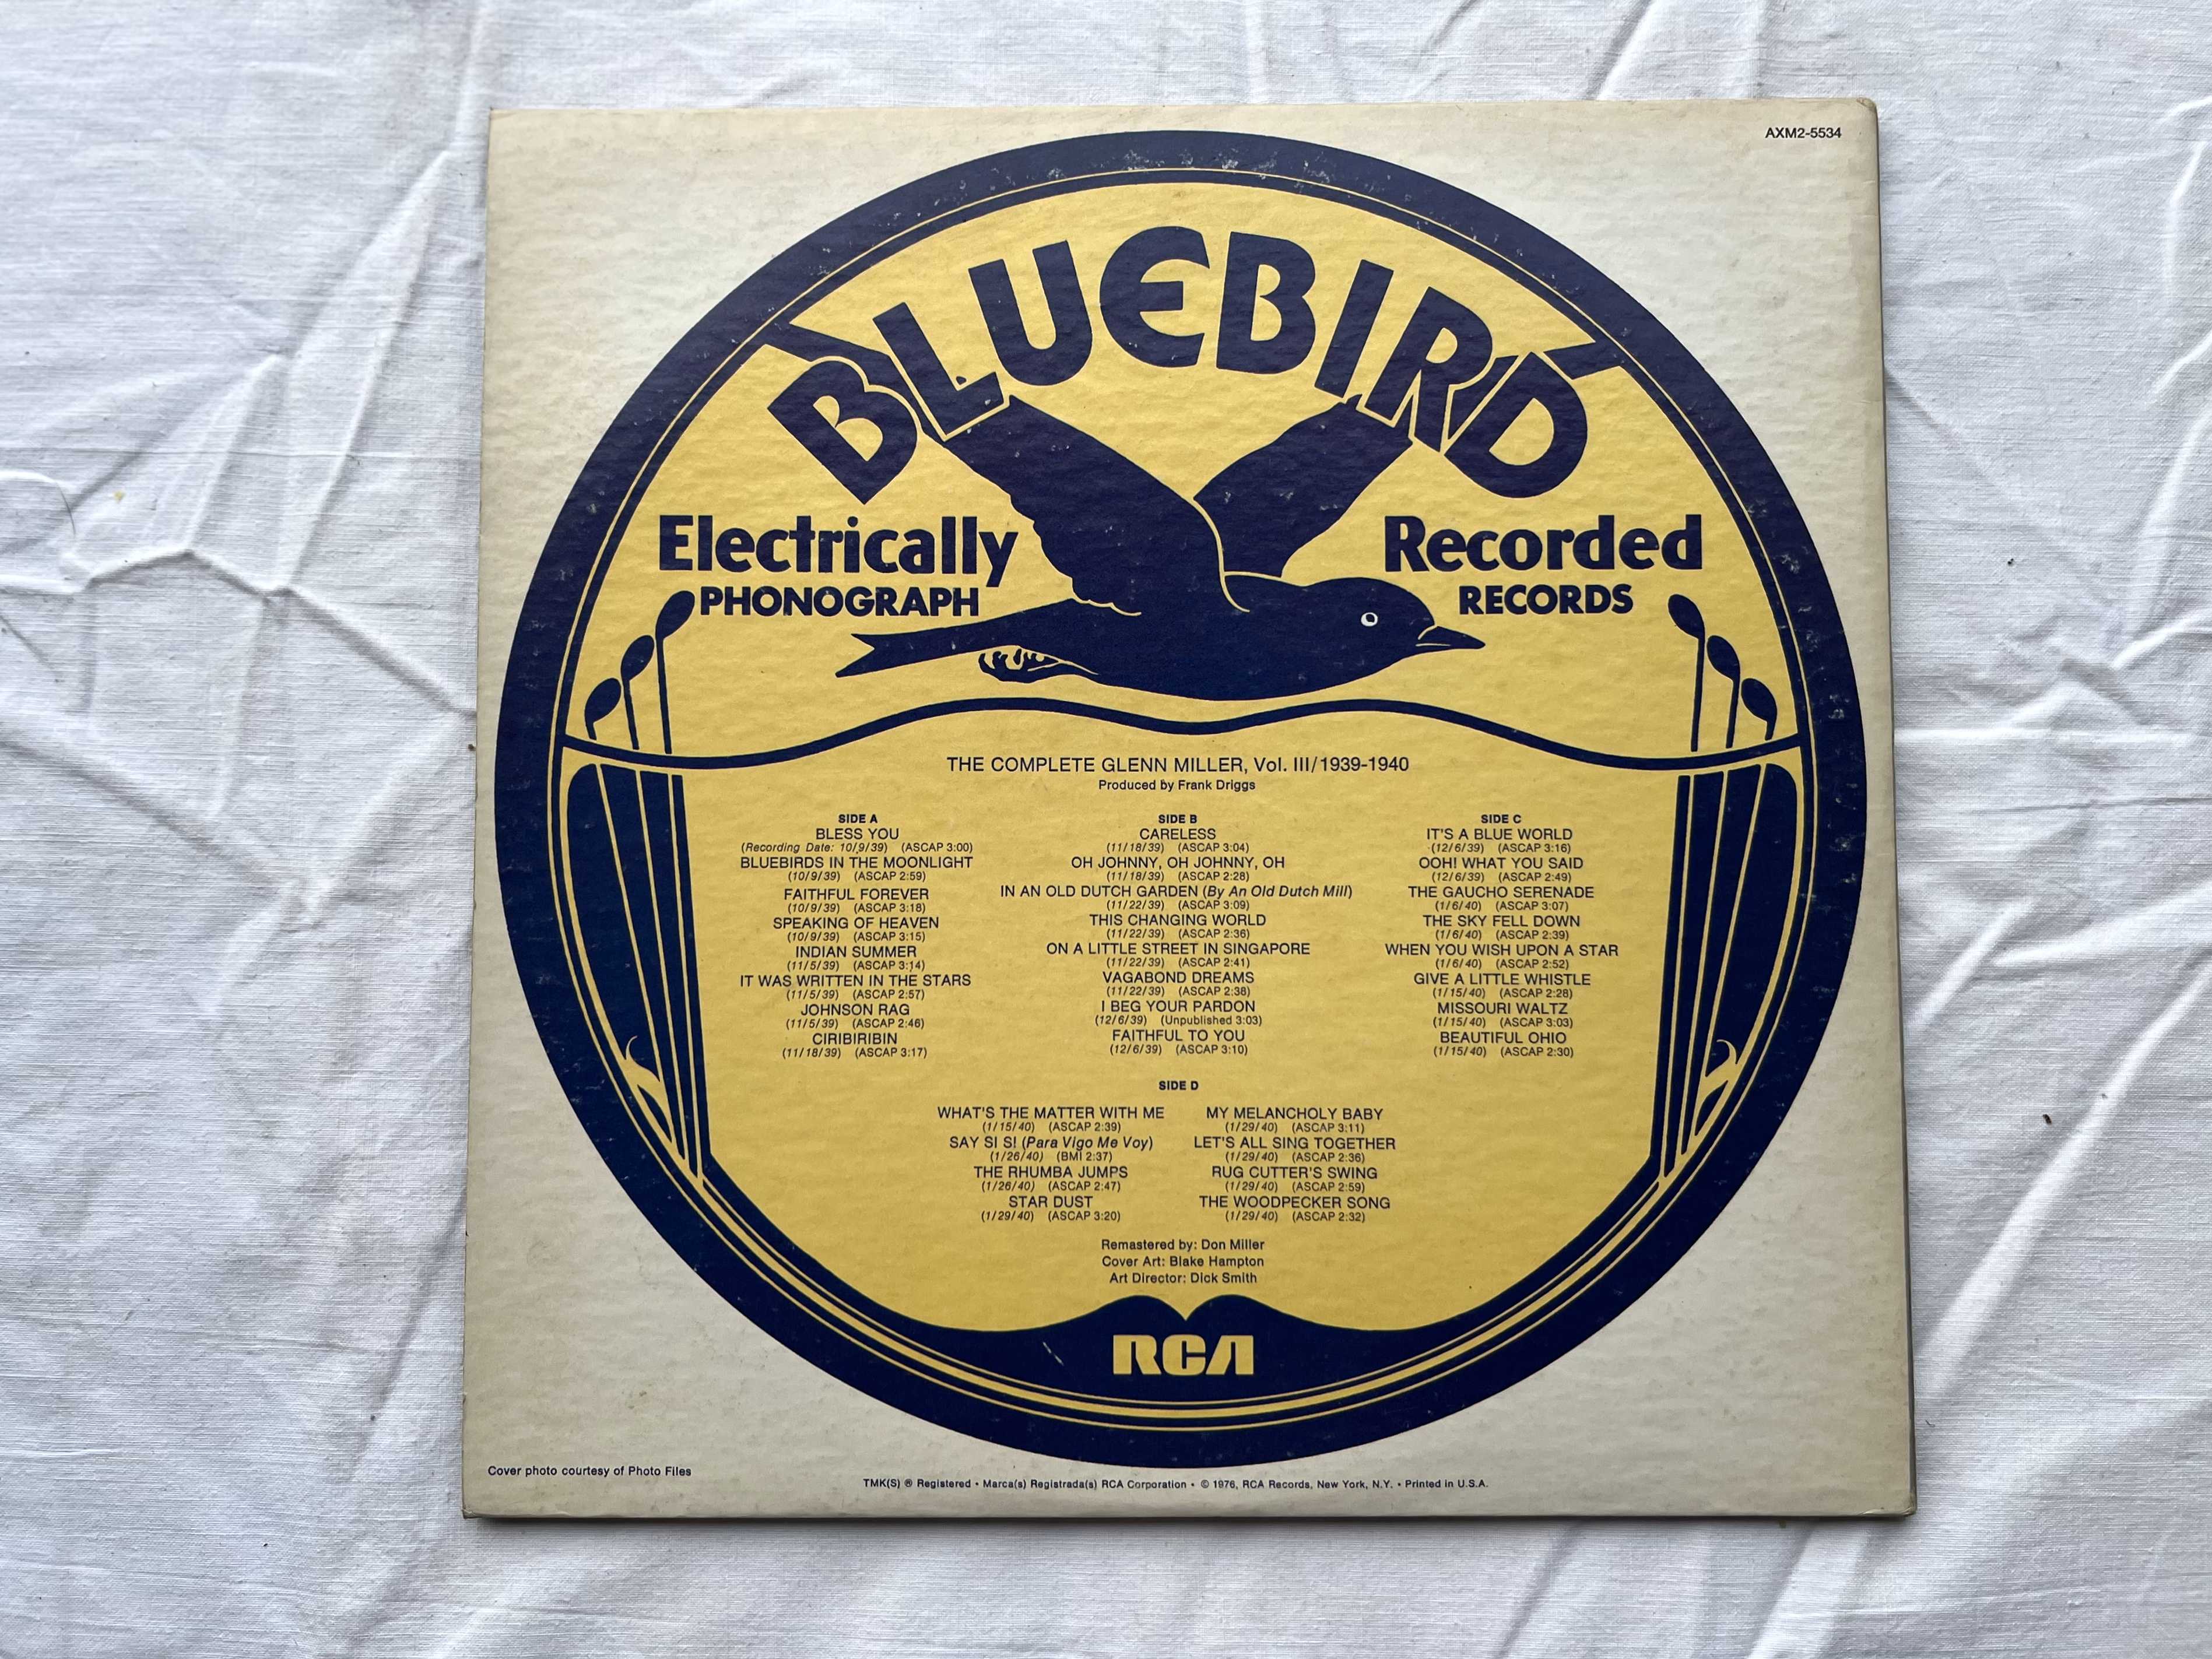 AXM2-5534
BLUEBIRD
Electrically Recorded
PHONOGRAPH RECORDS
THE COMPLETE GLENN MILLER, Vol. III/1939-1940
Produced by Frank Driggs
SIDE A
BLESS YOU
(Recording Date: 10/9/39) (ASCAP 3:00)
BLUEBIRDS IN THE MOONLIGHT
(10/9/39) (ASCAP 2:59)
FAITHFUL FOREVER
(10/9/39) (ASCAP 3:18)
SPEAKING OF HEAVEN
(10/9/39) (ASCAP 3:15)
INDIAN SUMMER
(11/5/39) (ASCAP 3:14)
IT WAS WRITTEN IN THE STARS
(11/5/39) (ASCAP 2:57)
JOHNSON RAG
(11/5/39) (ASCAP 2:46)
CIRIBIRIBIN
(11/18/39) (ASCAP 3:17)
SIDE B
CARELESS
(11/18/39) (ASCAP 3:04)
OH JOHNNY, OH JOHNNY, OH
(11/18/39) (ASCAP 2:28)
IN AN OLD DUTCH GARDEN (By An Old Dutch Mill)
(11/22/39) (ASCAP 3:09)
THIS CHANGING WORLD
(11/22/39) (ASCAP 2:36)
ON A LITTLE STREET IN SINGAPORE
(11/22/39) (ASCAP 2:41)
VAGABOND DREAMS
(11/22/39) (ASCAP 2:38)
I BEG YOUR PARDON
(12/6/39) (Unpublished 3:03)
FAITHFUL TO YOU
(12/6/39) (ASCAP 3:10)
SIDE C
IT'S A BLUE WORLD
(12/6/39) (ASCAP 3:16)
OOH! WHAT YOU SAID
(12/6/39) (ASCAP 2:49)
THE GAUCHO SERENADE
(1/6/40) (ASCAP 3:07)
THE SKY FELL DOWN
(1/6/40) (ASCAP 2:39)
WHEN YOU WISH UPON A STAR
(1/6/40) (ASCAP 2:52)
GIVE A LITTLE WHISTLE
(1/15/40) (ASCAP 2:28)
MISSOURI WALTZ
(1/15/40) (ASCAP 3:03)
BEAUTIFUL OHIO
(1/15/40) (ASCAP 2:30)
SIDE D
WHAT'S THE MATTER WITH ME
(1/15/40) (ASCAP 2:39)
SAY SI S! (Para Vigo Me Voy)
(1/26/40) (BMI 2:37)
THE RHUMBA JUMPS
(1/26/40) (ASCAP 2:47)
STAR DUST
(1/29/40) (ASCAP 3:20)
MY MELANCHOLY BABY
(1/29/40) (ASCAP 3:11)
LET'S ALL SING TOGETHER
(1/29/40) (ASCAP 2:36)
RUG CUTTER'S SWING
(1/29/40) (ASCAP 2:59)
THE WOODPECKER SONG
(1/29/40) (ASCAP 2:32)
Remastered by: Don Miller
Cover Art: Blake Hampton
Art Director: Dick Smith
RCA
Cover photo courtesy of Photo Files
TMK(S) ® Registered • Marca(s) Registrada(s) RCA Corporation • © 1976, RCA Records, New York, N.Y. • Printed in U.S.A.